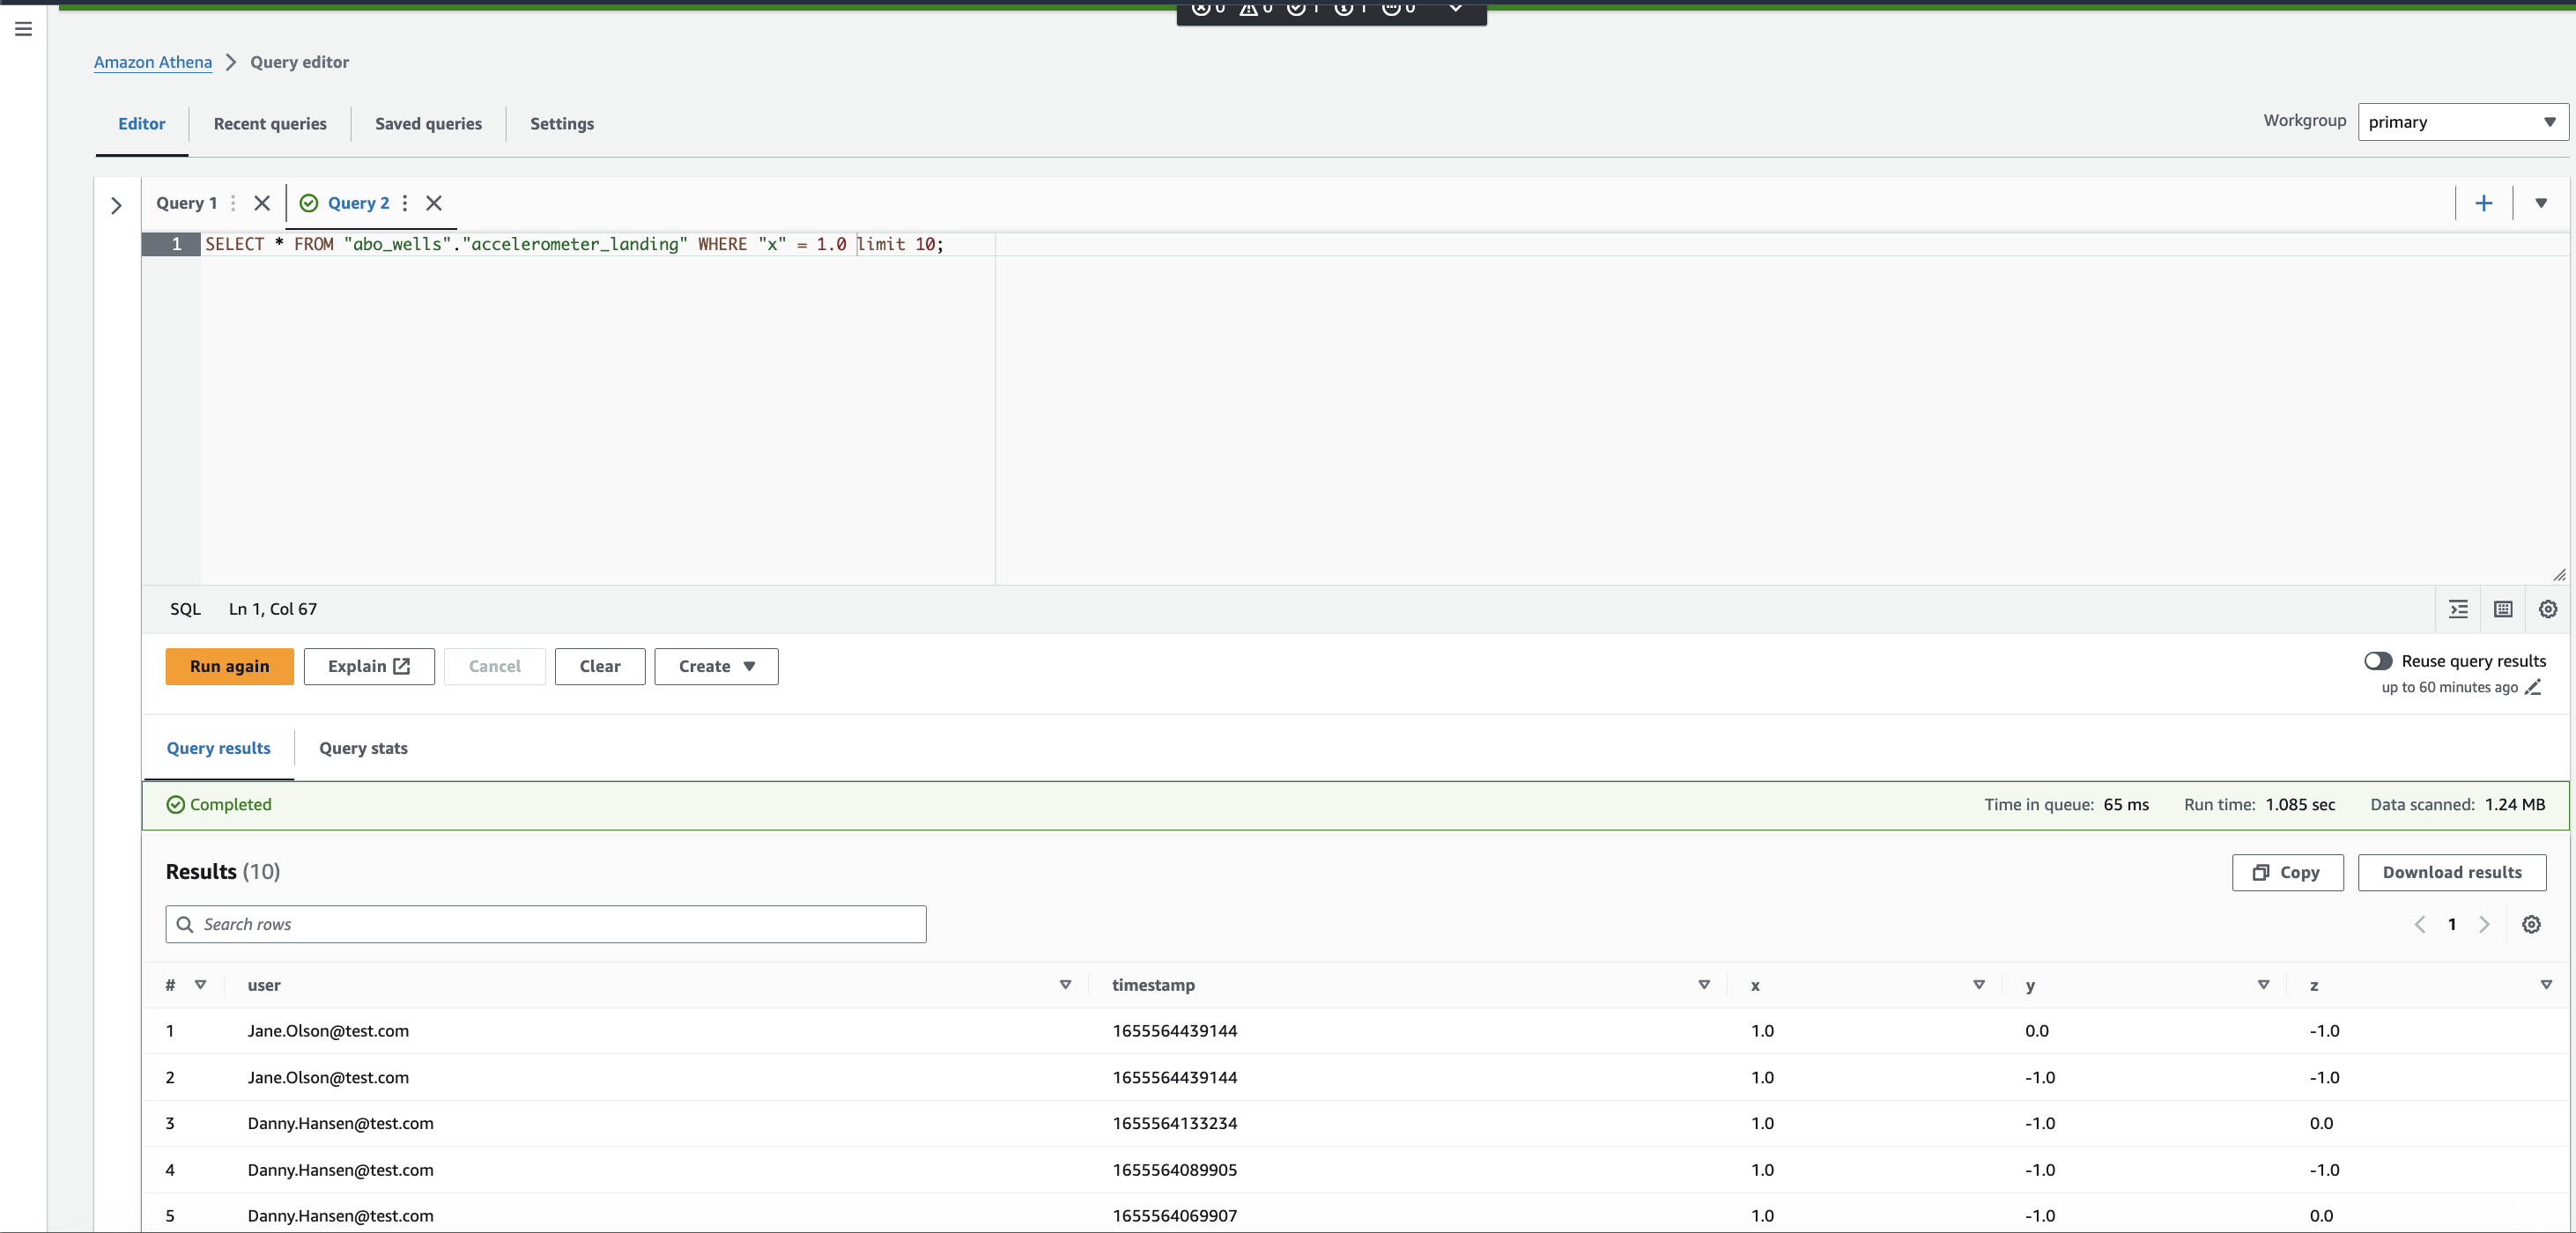 Amazon Athena > Query editor
Editor Recent queries Saved queries Settings
Workgroup primary
Query 1 Query 2
1 SELECT * FROM "abo_wells"."accelerometer_landing" WHERE "x" = 1.0 limit 10;
SQL Ln 1, Col 67
Run again Explain Cancel Clear Create
Reuse query results
up to 60 minutes ago
Query results Query stats
Completed Time in queue: 65 ms Run time: 1.085 sec Data scanned: 1.24 MB
Results (10) Copy Download results
Search rows 1
# user timestamp x y z
1 Jane.Olson@test.com 1655564439144 1.0 0.0 -1.0
2 Jane.Olson@test.com 1655564439144 1.0 -1.0 -1.0
3 Danny.Hansen@test.com 1655564133234 1.0 -1.0 0.0
4 Danny.Hansen@test.com 1655564089905 1.0 -1.0 -1.0
5 Danny.Hansen@test.com 1655564069907 1.0 -1.0 0.0